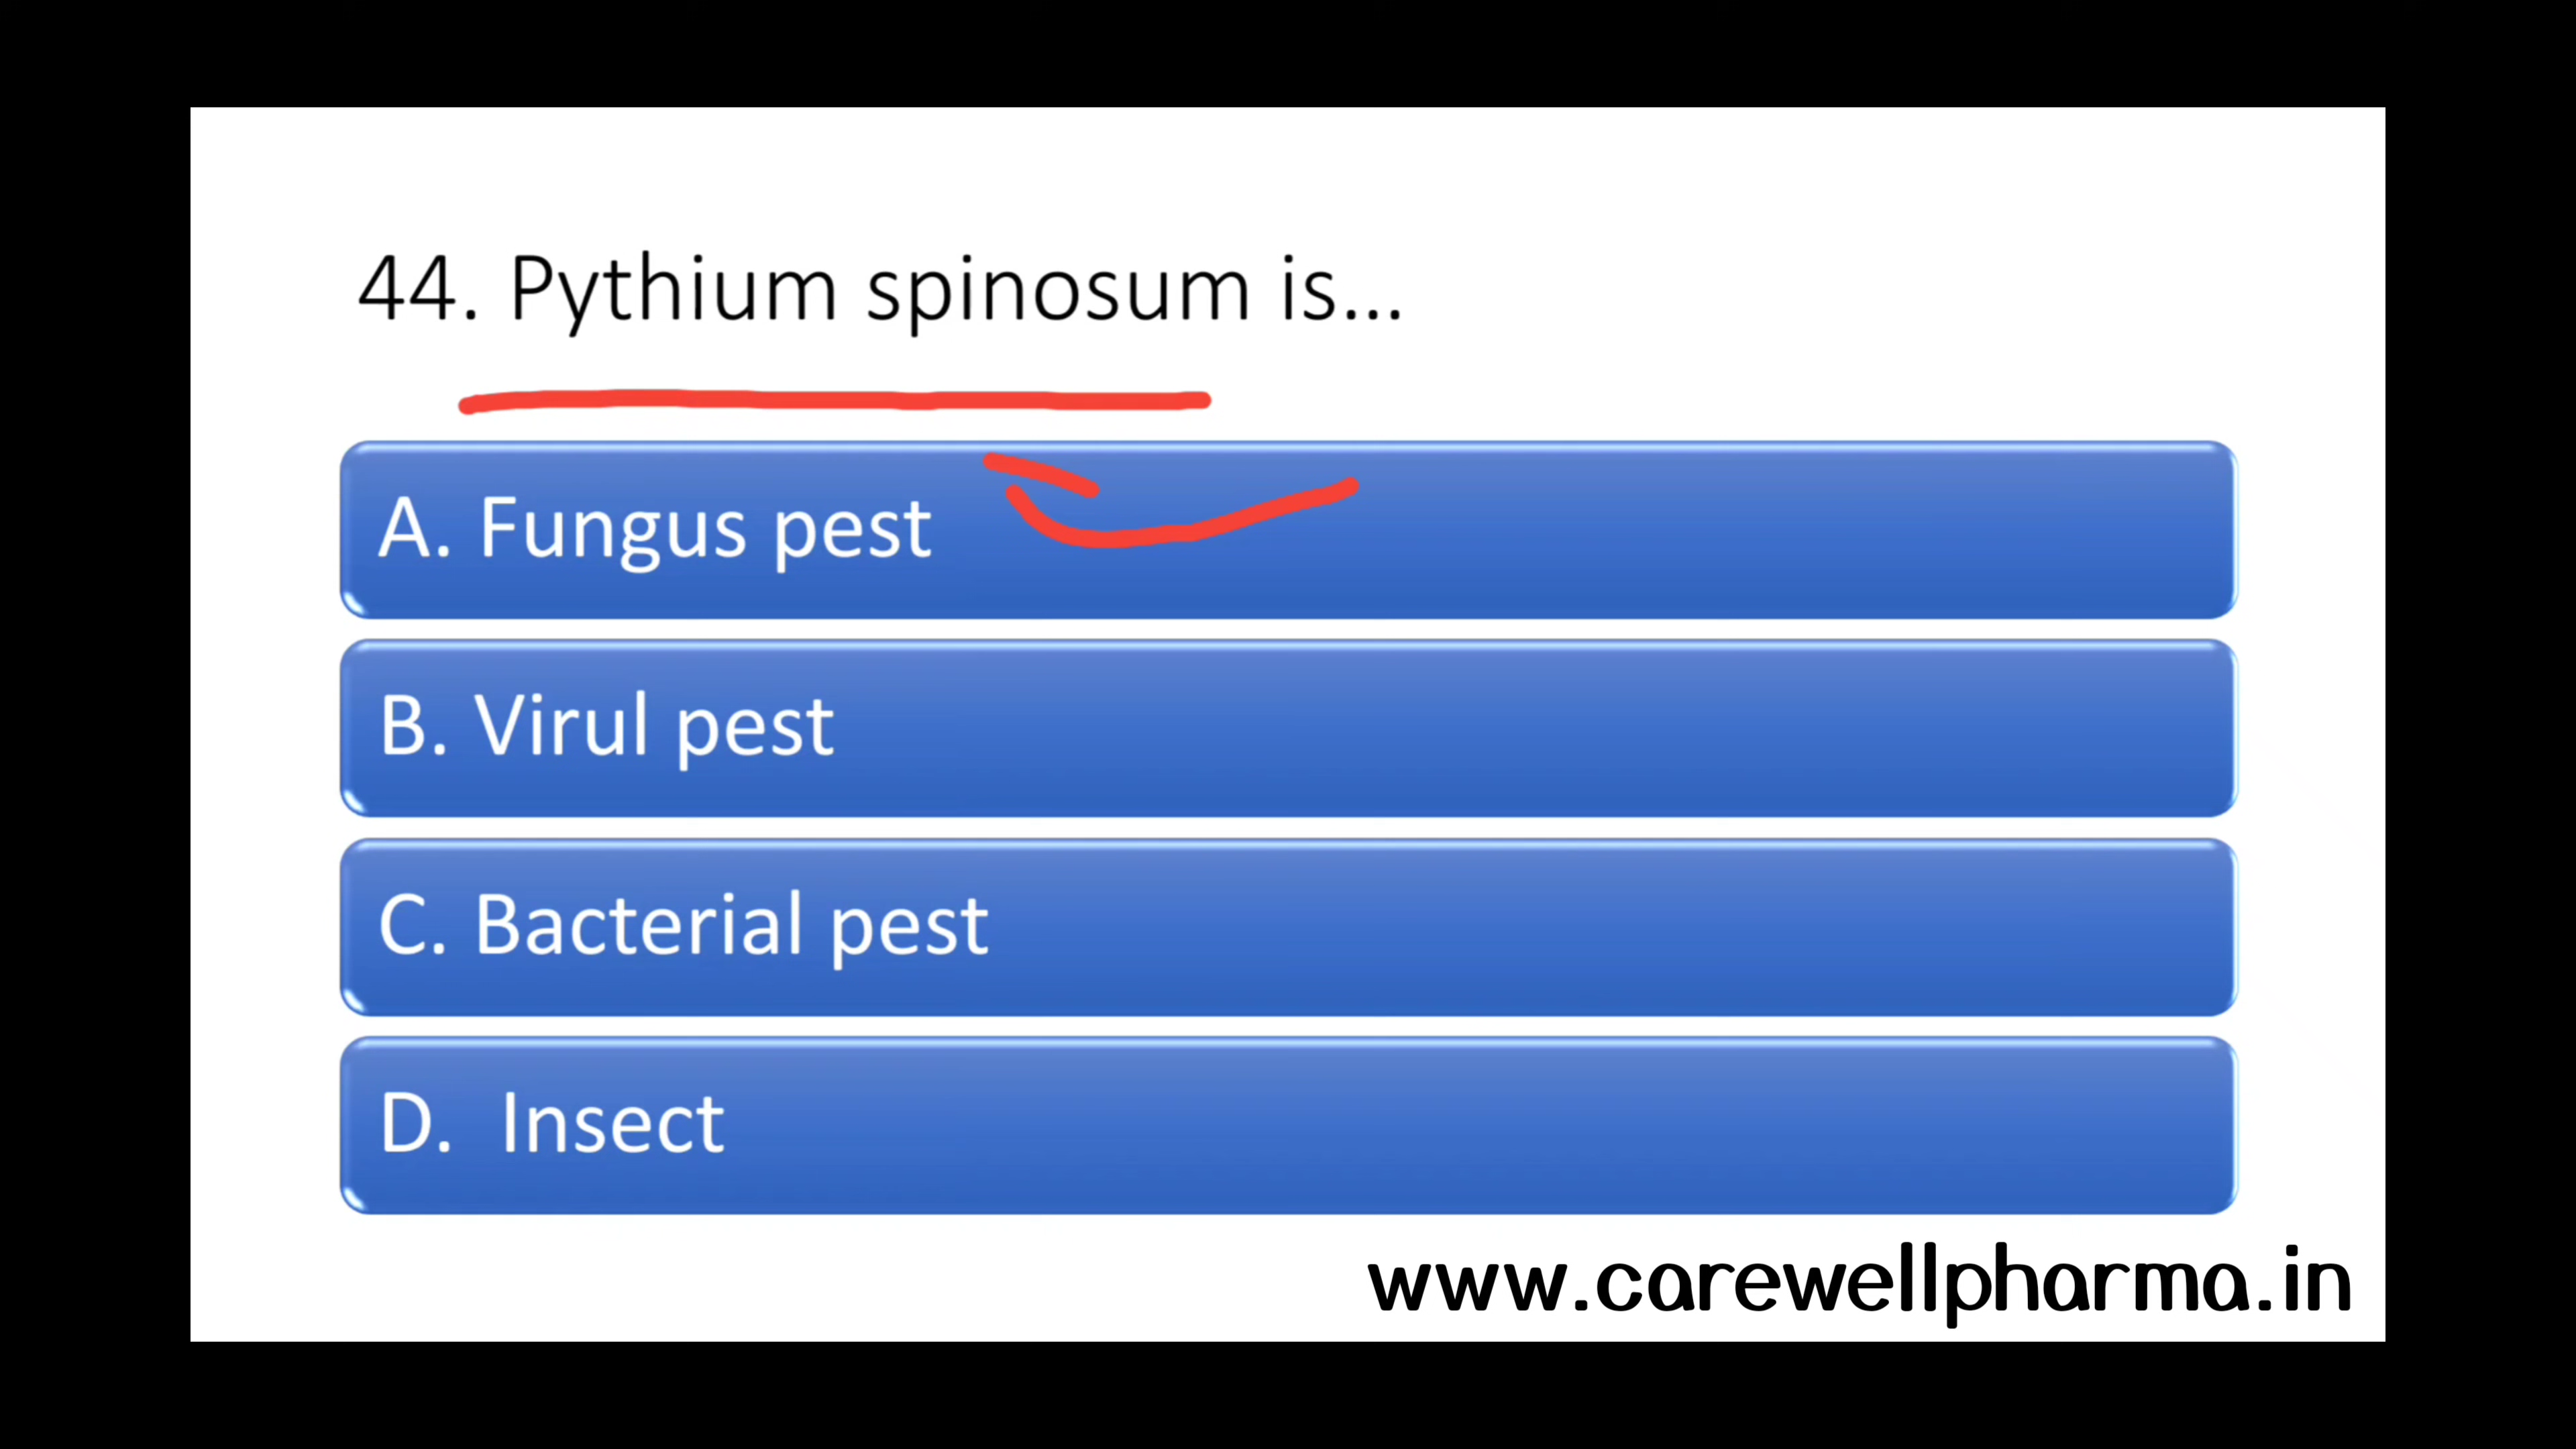 44. Pythium spinosum is...
A. Fungus pest
B. Virul pest
C. Bacterial pest
D. Insect
www.carewellpharma.in